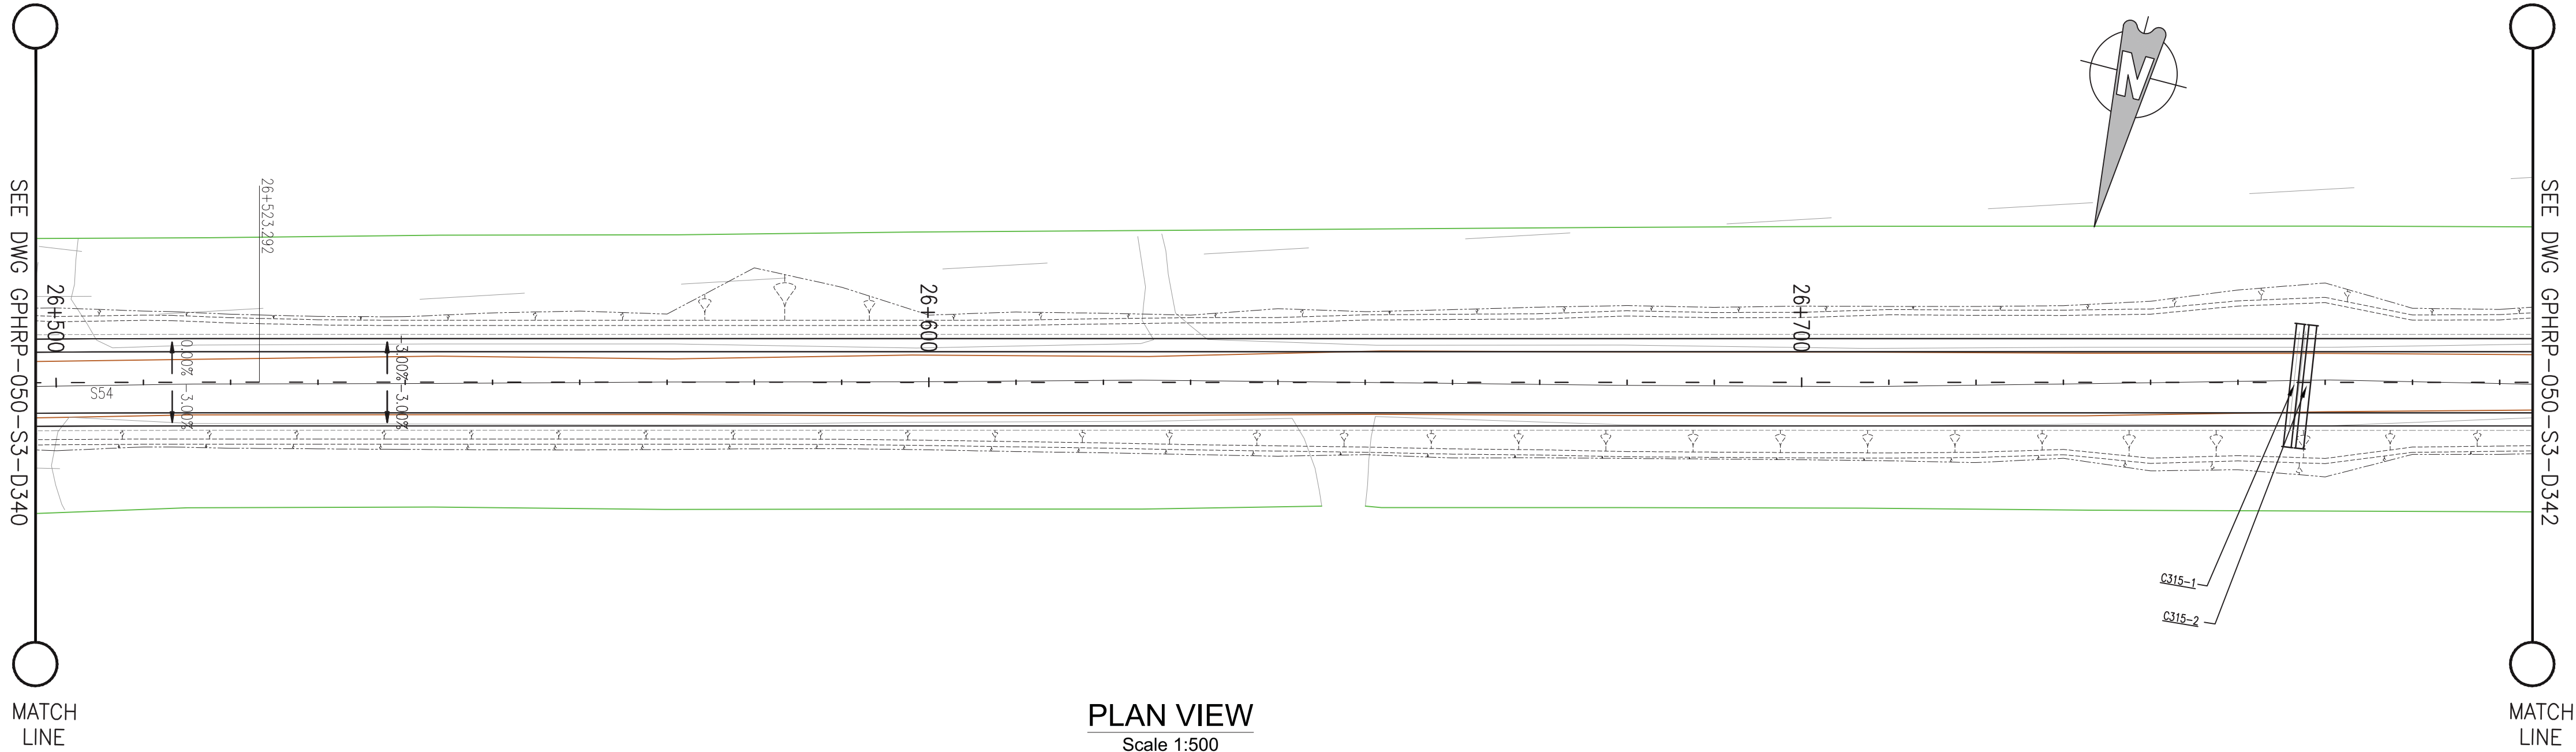 SEE DWG GPHRP-050-S3-D340
MATCH
LINE
26+500
S54
0.00%
-3.00%
26+523.292
-3.00%
-3.00%
26+600
26+700
N
C315-1
C315-2
SEE DWG GPHRP-050-S3-D342
MATCH
LINE
PLAN VIEW
Scale 1:500